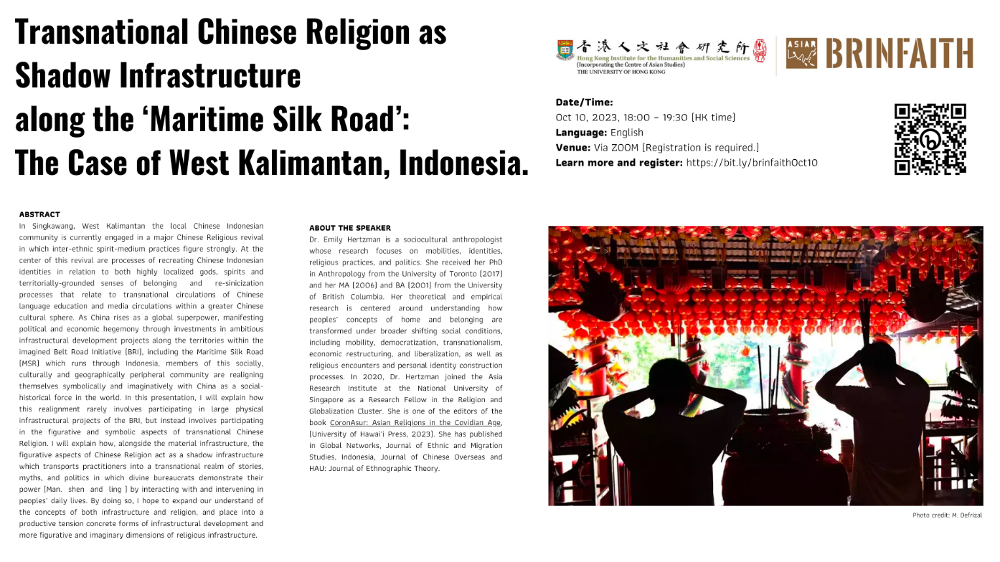 Transnational Chinese Religion as
Shadow Infrastructure
along the ‘Maritime Silk Road’:
The Case of West Kalimantan, Indonesia.
香港人文社會研究所
Hong Kong Institute for the Humanities and Social Sciences
(Incorporating the Centre of Asian Studies)
THE UNIVERSITY OF HONG KONG
ASIAR
BRINFAITH
Date/Time:
Oct 10, 2023, 18:00 – 19:30 (HK time)
Language: English
Venue: Via ZOOM (Registration is required.)
Learn more and register: https://bit.ly/brinfaithOct10
ABSTRACT
In Singkawang, West Kalimantan the local Chinese Indonesian
community is currently engaged in a major Chinese Religious revival
in which inter-ethnic spirit-medium practices figure strongly. At the
center of this revival are processes of recreating Chinese Indonesian
identities in relation to both highly localized gods, spirits and
territorially-grounded senses of belonging and re-sinicization
processes that relate to transnational circulations of Chinese
language education and media circulations within a greater Chinese
cultural sphere. As China rises as a global superpower, manifesting
political and economic hegemony through investments in ambitious
infrastructural development projects along the territories within the
imagined Belt Road Initiative (BRI), including the Maritime Silk Road
(MSR) which runs through Indonesia, members of this socially,
culturally and geographically peripheral community are realigning
themselves symbolically and imaginatively with China as a social-
historical force in the world. In this presentation, I will explain how
this realignment rarely involves participating in large physical
infrastructural projects of the BRI, but instead involves participating
in the figurative and symbolic aspects of transnational Chinese
Religion. I will explain how, alongside the material infrastructure, the
figurative aspects of Chinese Religion act as a shadow infrastructure
which transports practitioners into a transnational realm of stories,
myths, and politics in which divine bureaucrats demonstrate their
power (Man. shen and ling ) by interacting with and intervening in
peoples’ daily lives. By doing so, I hope to expand our understand of
the concepts of both infrastructure and religion, and place into a
productive tension concrete forms of infrastructural development and
more figurative and imaginary dimensions of religious infrastructure.
ABOUT THE SPEAKER
Dr. Emily Hertzman is a sociocultural anthropologist
whose research focuses on mobilities, identities,
religious practices, and politics. She received her PhD
in Anthropology from the University of Toronto (2017)
and her MA (2006) and BA (2001) from the University
of British Columbia. Her theoretical and empirical
research is centered around understanding how
peoples’ concepts of home and belonging are
transformed under broader shifting social conditions,
including mobility, democratization, transnationalism,
economic restructuring, and liberalization, as well as
religious encounters and personal identity construction
processes. In 2020, Dr. Hertzman joined the Asia
Research Institute at the National University of
Singapore as a Research Fellow in the Religion and
Globalization Cluster. She is one of the editors of the
book CoronAsur: Asian Religions in the Covidian Age,
(University of Hawai’i Press, 2023). She has published
in Global Networks, Journal of Ethnic and Migration
Studies, Indonesia, Journal of Chinese Overseas and
HAU: Journal of Ethnographic Theory.
Photo credit: M. Defrizal